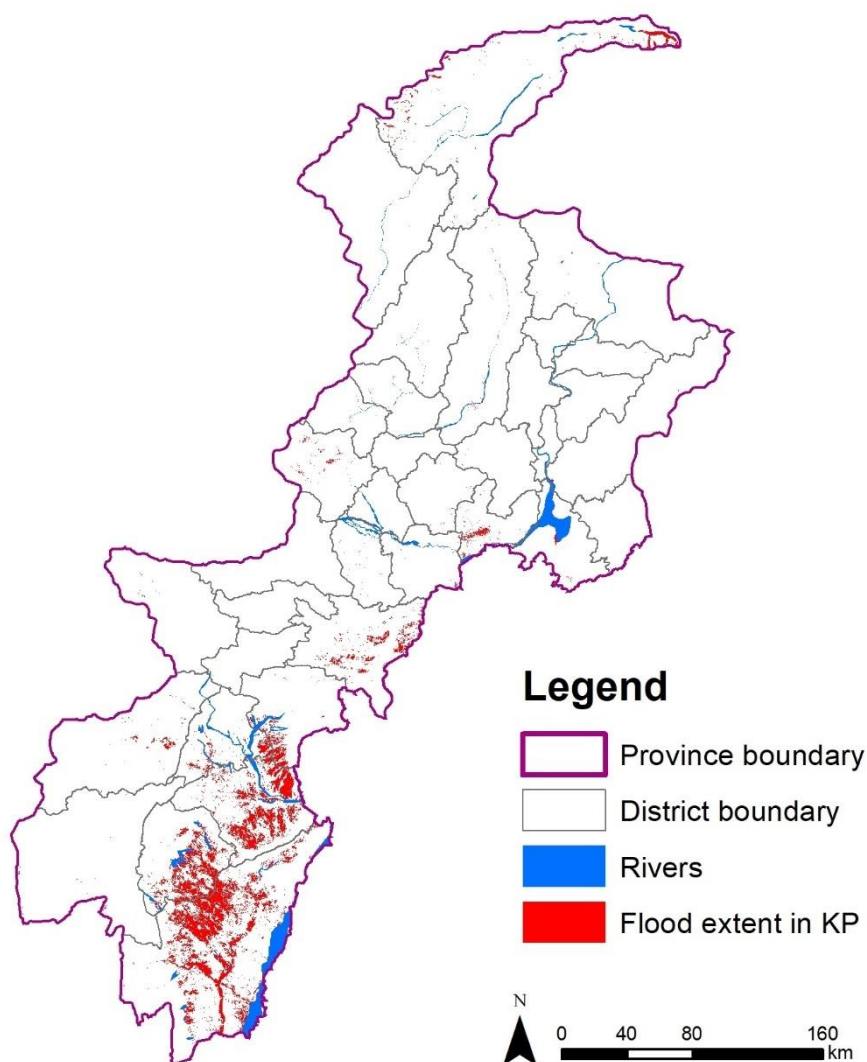 Legend
Province boundary
District boundary
Rivers
Flood extent in KP
N
0 40 80 160
km